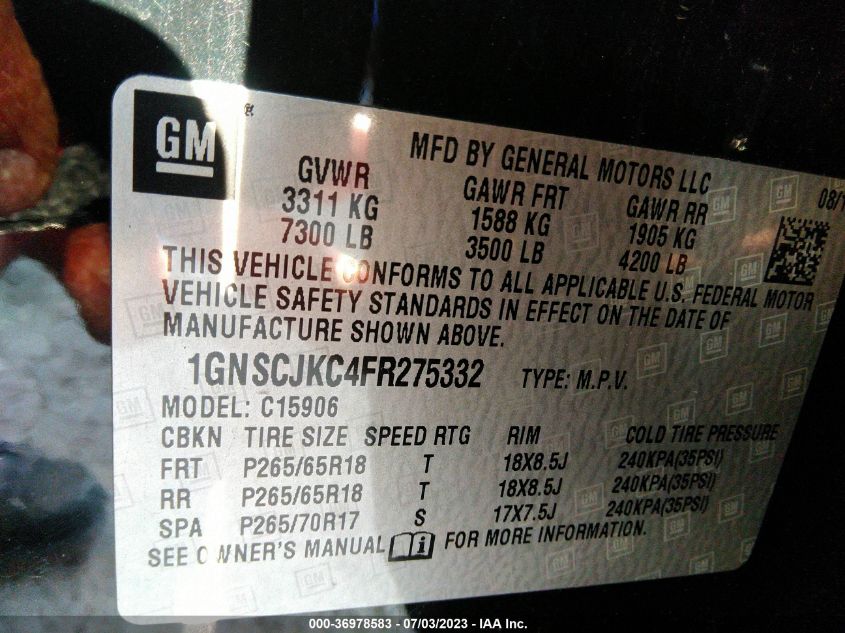 GM
MFD BY GENERAL MOTORS LLC
GVWR GAWR FRT GAWR RR
3311 KG 1588 KG 1905 KG
7300 LB 3500 LB 4200 LB
08/1
THIS VEHICLE CONFORMS TO ALL APPLICABLE U.S. FEDERAL MOTOR
VEHICLE SAFETY STANDARDS IN EFFECT ON THE DATE OF
MANUFACTURE SHOWN ABOVE.
1GNSCJKC4FR275332 TYPE: M.P.V.
MODEL: C15906
CBKN TIRE SIZE SPEED RTG RIM COLD TIRE PRESSURE
FRT P265/65R18 T 18X8.5J 240KPA(35PSI)
RR P265/65R18 T 18X8.5J 240KPA(35PSI)
SPA P265/70R17 S 17X7.5J 240KPA(35PSI)
SEE OWNER'S MANUAL i FOR MORE INFORMATION.
000-36978583 - 07/03/2023 - IAA Inc.